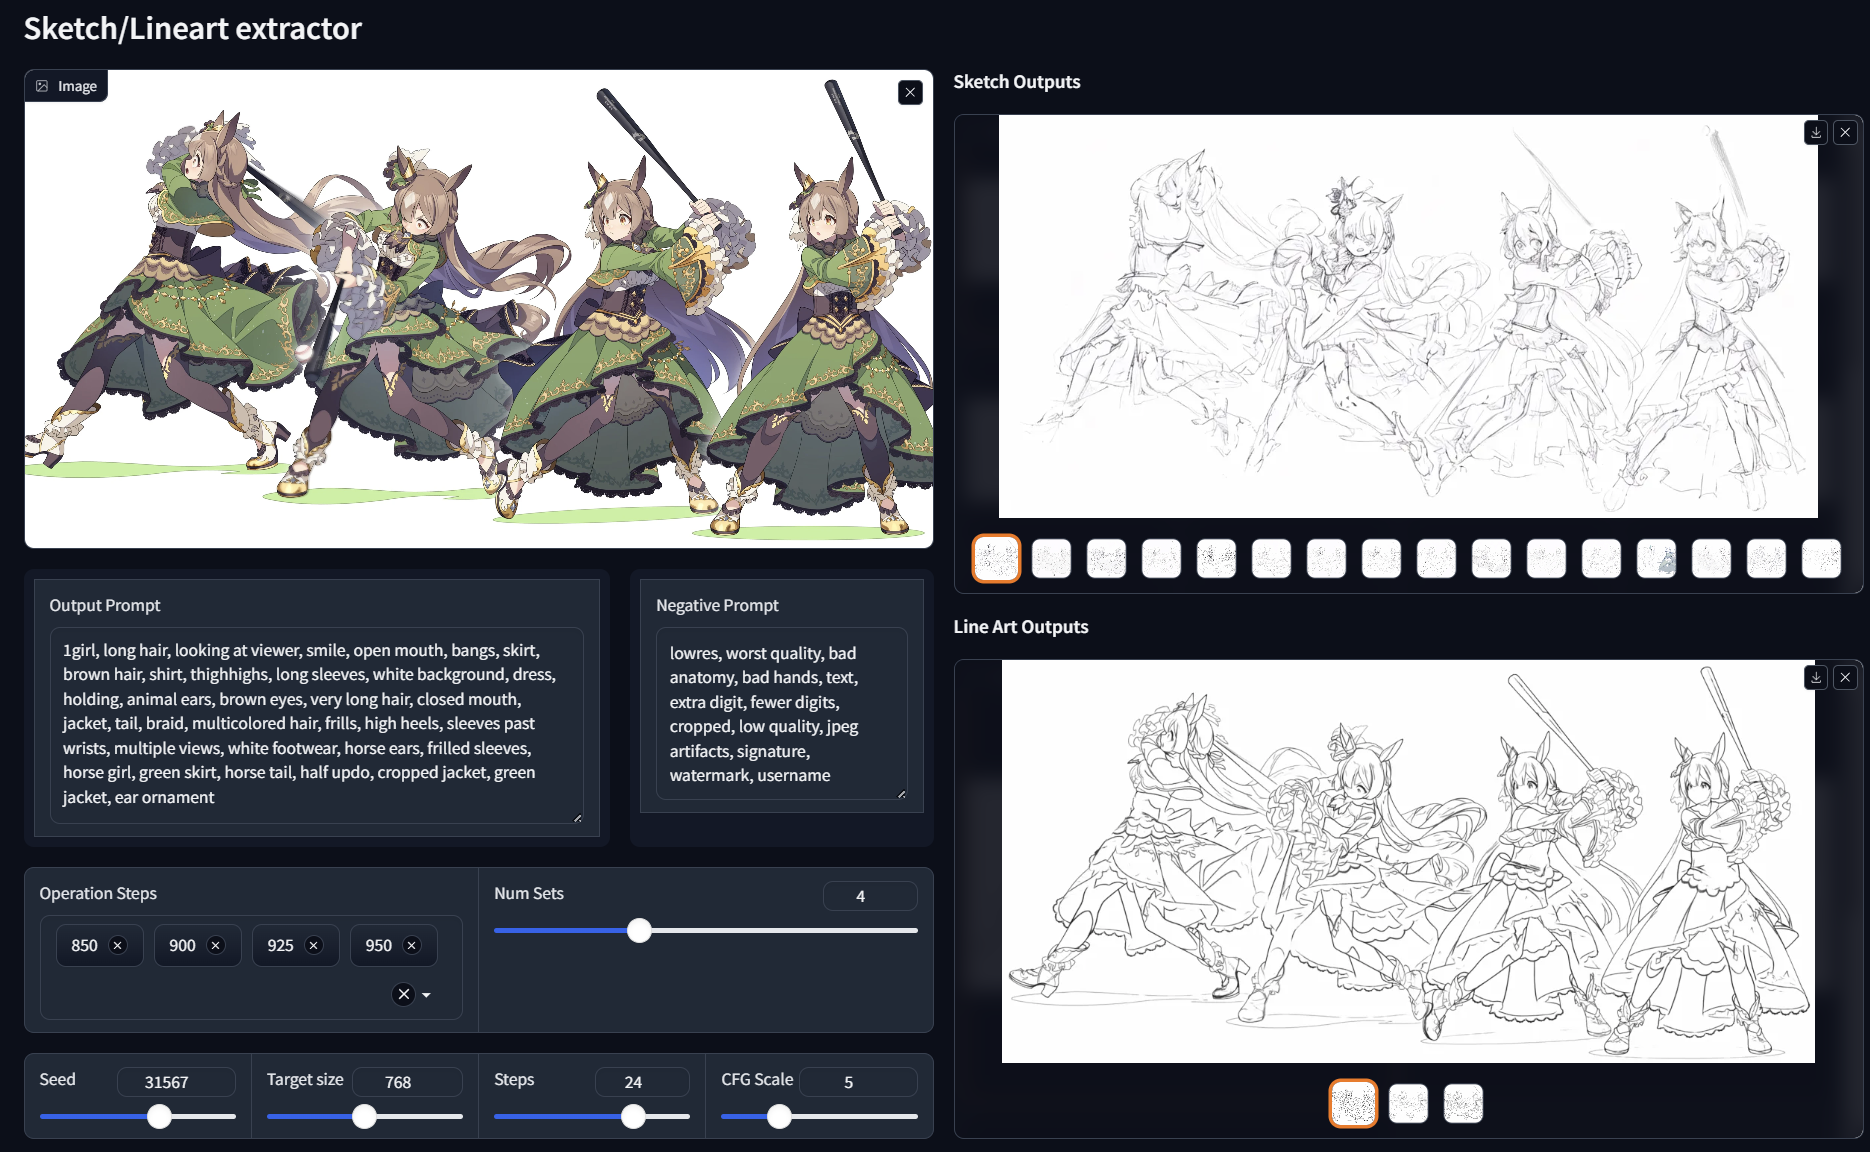 Sketch/Lineart extractor
Image
Output Prompt
1girl, long hair, looking at viewer, smile, open mouth, bangs, skirt,
brown hair, shirt, thighhighs, long sleeves, white background, dress,
holding, animal ears, brown eyes, very long hair, closed mouth,
jacket, tail, braid, multicolored hair, frills, high heels, sleeves past
wrists, multiple views, white footwear, horse ears, frilled sleeves,
horse girl, green skirt, horse tail, half updo, cropped jacket, green
jacket, ear ornament
Negative Prompt
lowres, worst quality, bad
anatomy, bad hands, text,
extra digit, fewer digits,
cropped, low quality, jpeg
artifacts, signature,
watermark, username
Operation Steps
850
900
925
950
Num Sets
4
Seed
31567
Target size
768
Steps
24
CFG Scale
5
Sketch Outputs
Line Art Outputs